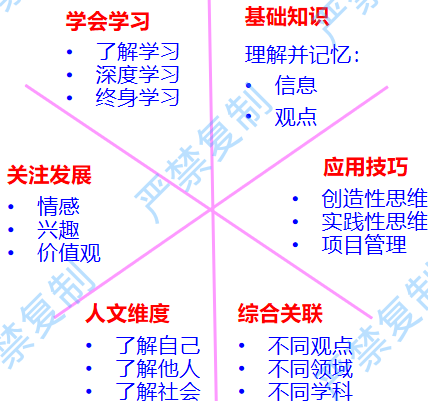 学会学习
• 了解学习
• 深度学习
• 终身学习
基础知识
理解并记忆：
• 信息
• 观点
关注发展
• 情感
• 兴趣
• 价值观
应用技巧
• 创造性思维
• 实践性思维
• 项目管理
人文维度
• 了解自己
• 了解他人
• 了解社会
综合关联
• 不同观点
• 不同领域
• 不同学科
严禁复制
严禁复制
严禁复制
严禁复制